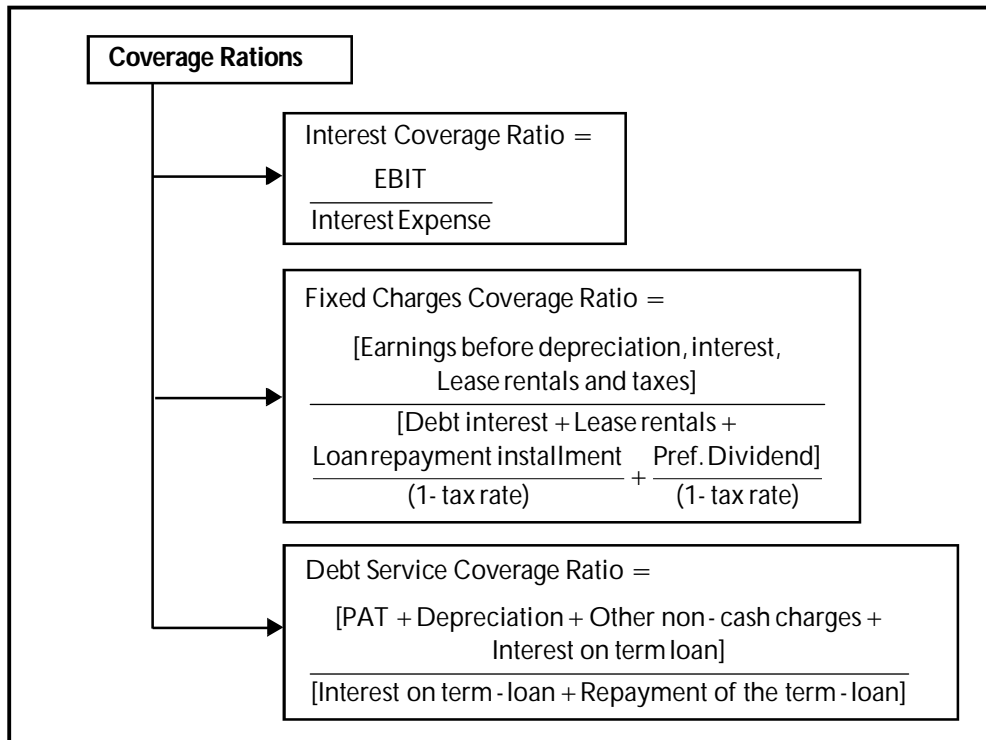 Coverage Rations
Interest Coverage Ratio =
EBIT
Interest Expense
Fixed Charges Coverage Ratio =
[Earnings before depreciation, interest,
Lease rentals and taxes]
[Debt interest + Lease rentals +
Loan repayment installment
(1- tax rate)
+
Pref. Dividend]
(1- tax rate)
Debt Service Coverage Ratio =
[PAT + Depreciation + Other non - cash charges +
Interest on term loan]
[Interest on term - loan + Repayment of the term - loan]